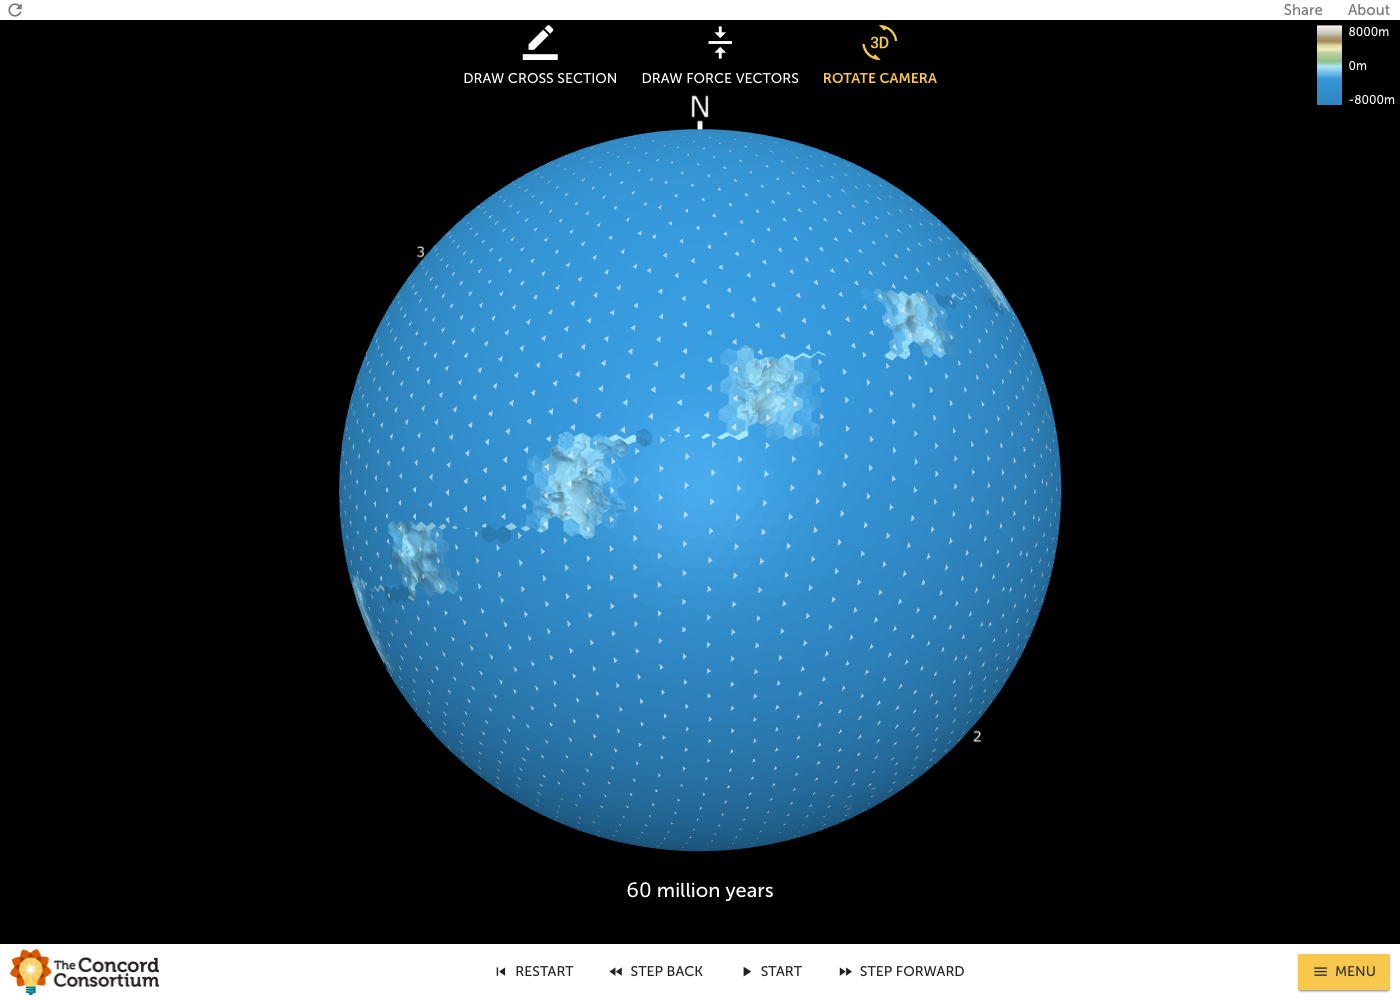 Share About
DRAW CROSS SECTION DRAW FORCE VECTORS 3D ROTATE CAMERA
8000m
0m
-8000m
N
3
2
60 million years
The Concord
Consortium
RESTART STEP BACK START STEP FORWARD MENU